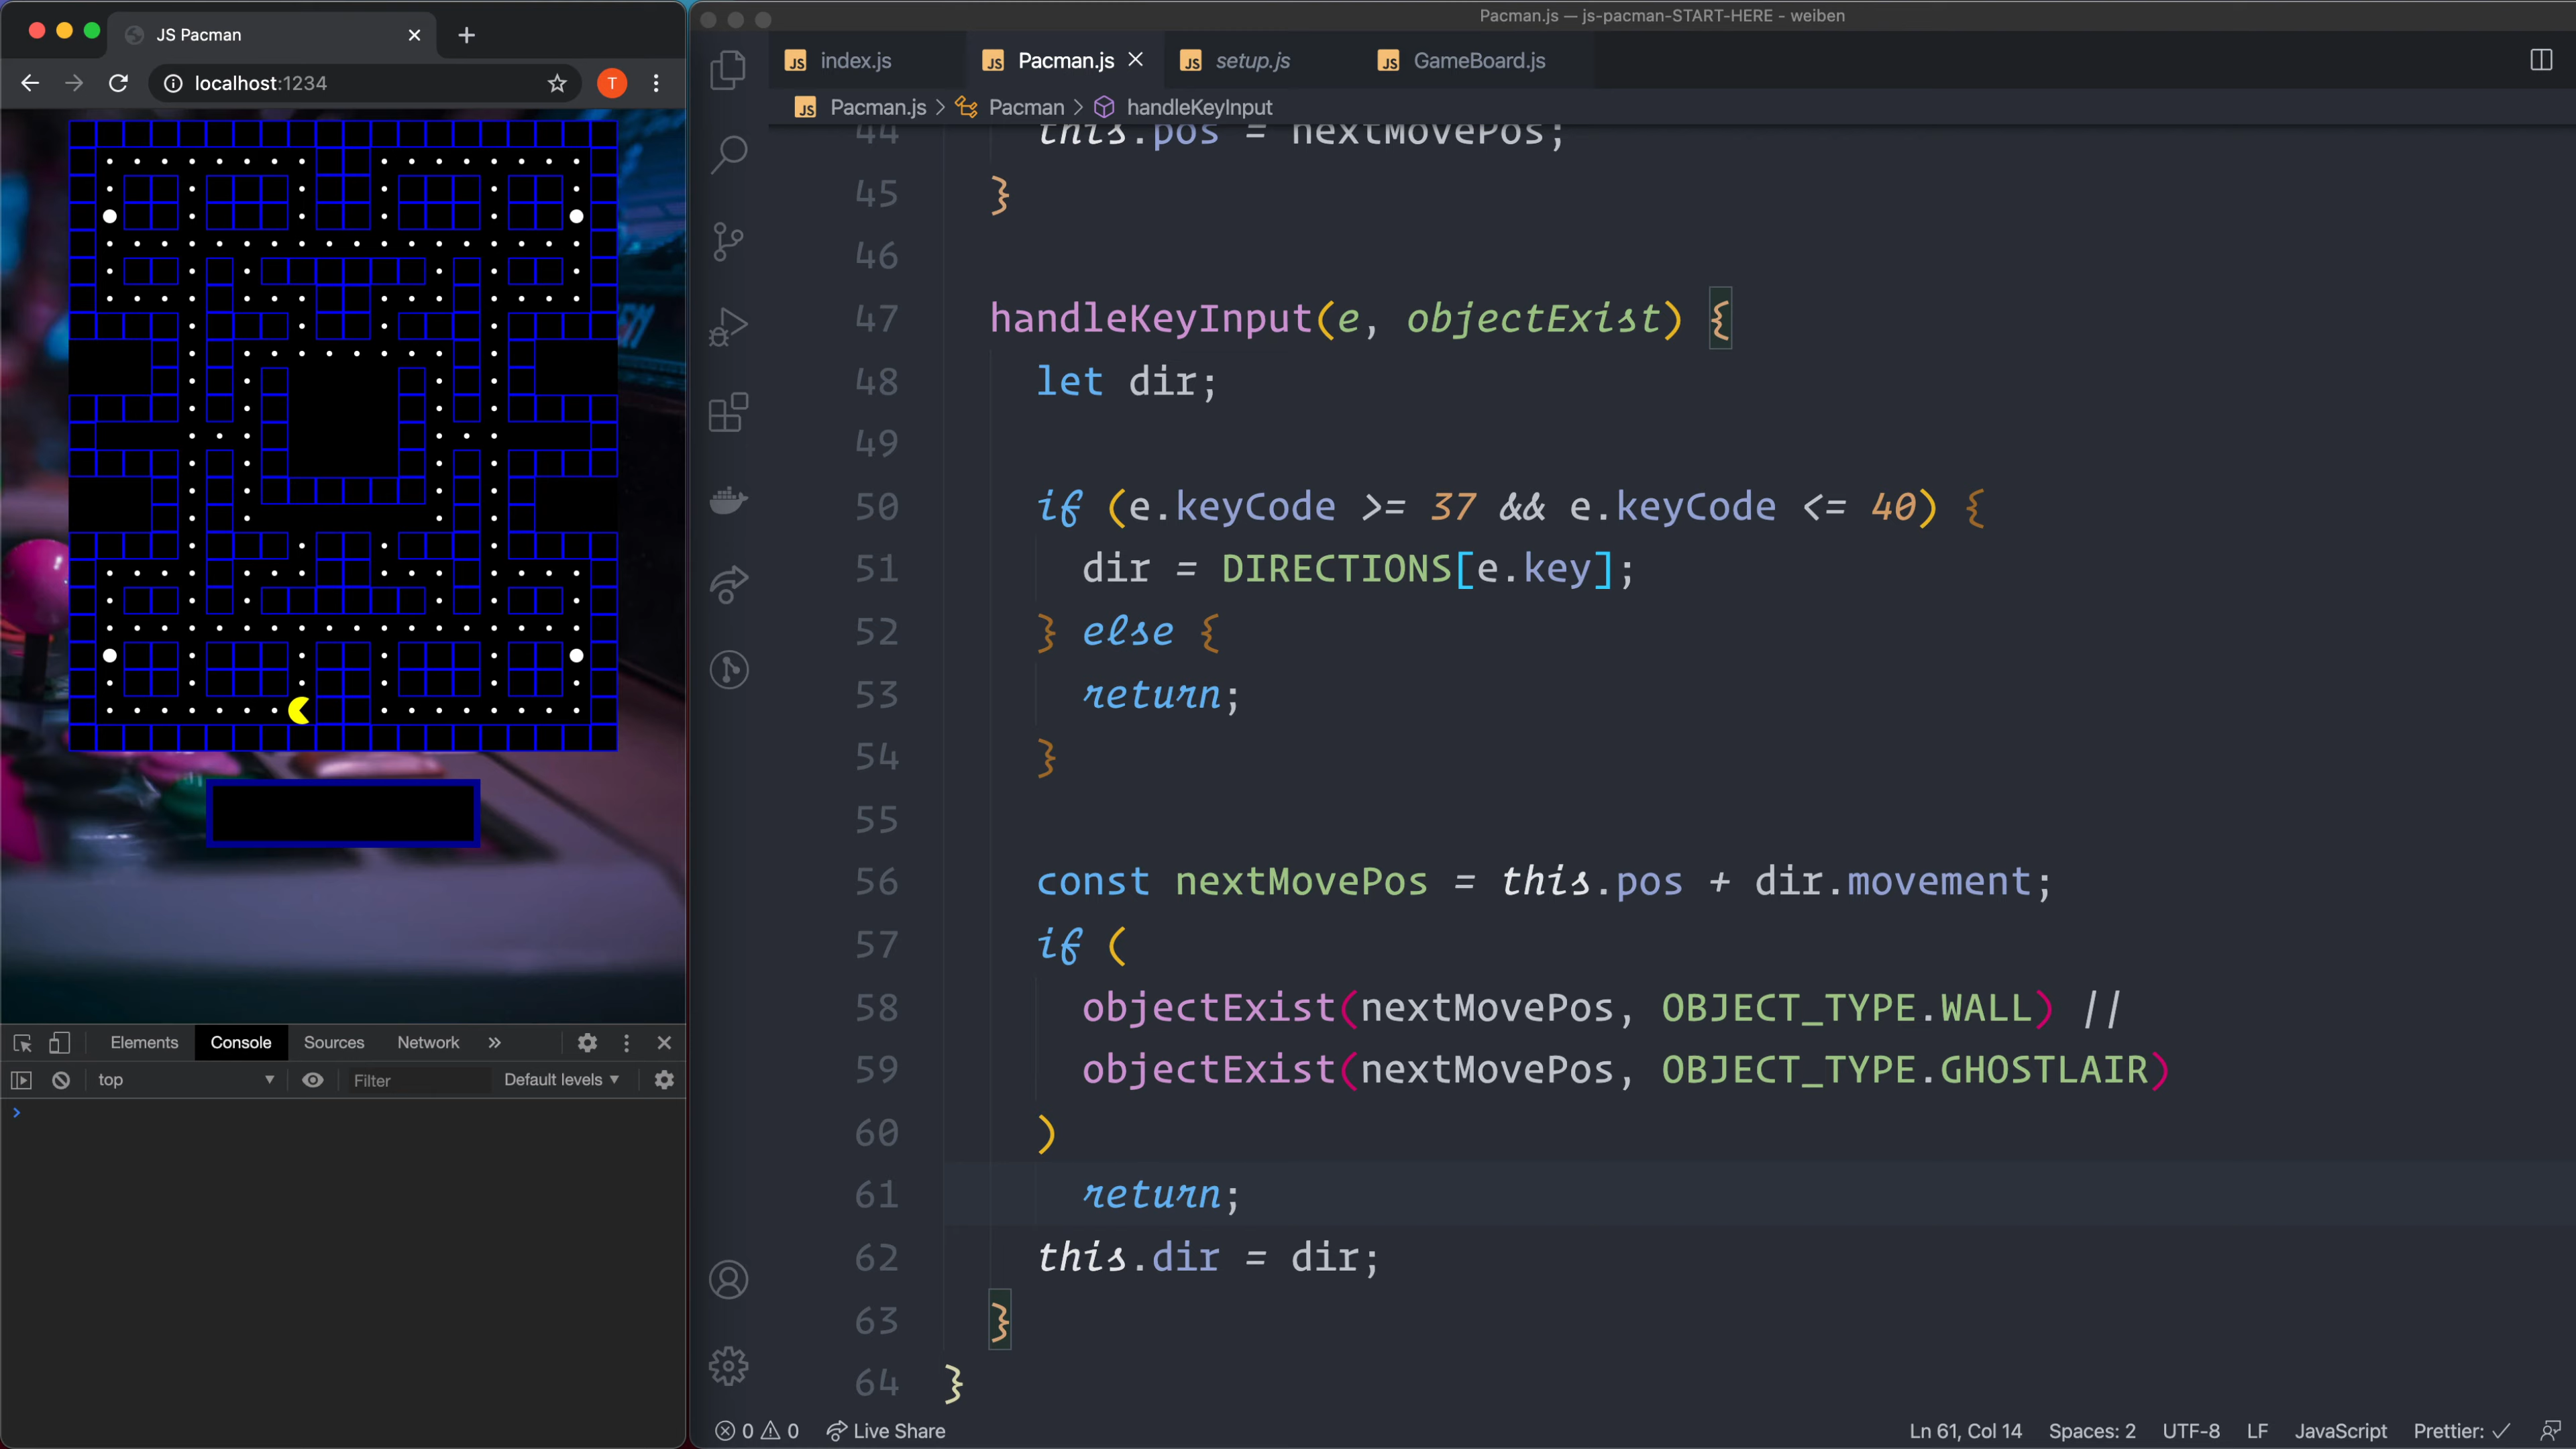 JS Pacman
localhost:1234
Elements Console Sources Network »
top Filter Default levels
Pacman.js — js-pacman-START-HERE - weiben
JS index.js JS Pacman.js JS setup.js JS GameBoard.js
JS Pacman.js > Pacman > handleKeyInput
44 this.pos = nextMovePos;
45 }
46
47 handleKeyInput(e, objectExist) {
48 let dir;
49
50 if (e.keyCode >= 37 && e.keyCode <= 40) {
51 dir = DIRECTIONS[e.key];
52 } else {
53 return;
54 }
55
56 const nextMovePos = this.pos + dir.movement;
57 if (
58 objectExist(nextMovePos, OBJECT_TYPE.WALL) ||
59 objectExist(nextMovePos, OBJECT_TYPE.GHOSTLAIR)
60 )
61 return;
62 this.dir = dir;
63 }
64 }
0 0 Live Share Ln 61, Col 14 Spaces: 2 UTF-8 LF JavaScript Prettier: ✓
T